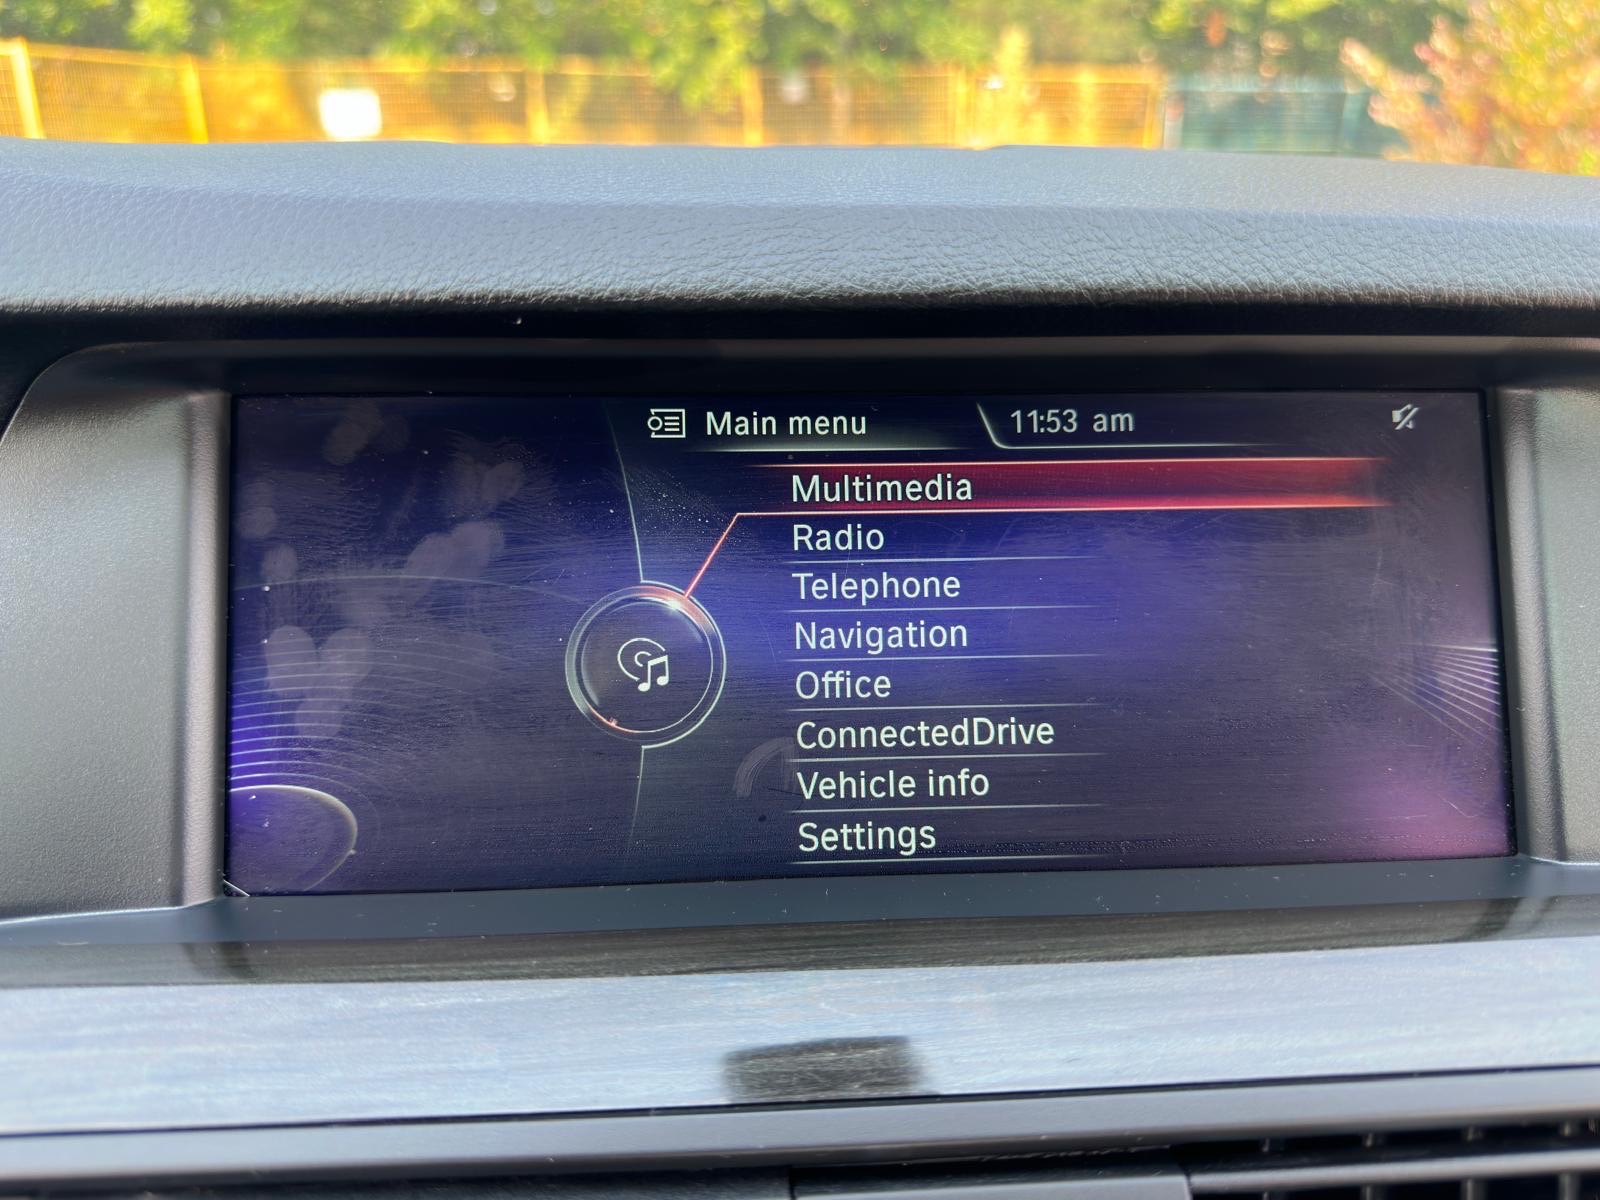 Main menu
11:53 am
Multimedia
Radio
Telephone
Navigation
Office
ConnectedDrive
Vehicle info
Settings